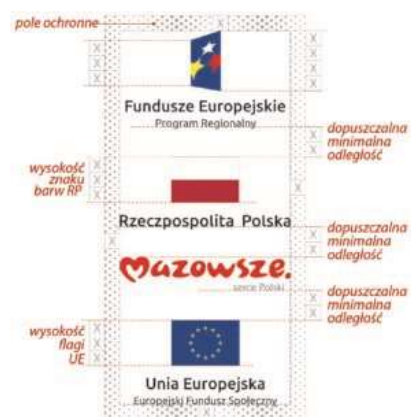 pole ochronne
X
X
X
X
X
X
X
X
Fundusze Europejskie
Program Regionalny
X
X
dopuszczalna
minimalna
odległość
wysokość
znaku
barw RP
X
X
X
X
Rzeczpospolita Polska
X
X
X
dopuszczalna
minimalna
odległość
mazowsze.
serce Polski
X
X
dopuszczalna
minimalna
odległość
wysokość
flagi
UE
X
X
X
Unia Europejska
Europejski Fundusz Społeczny
X